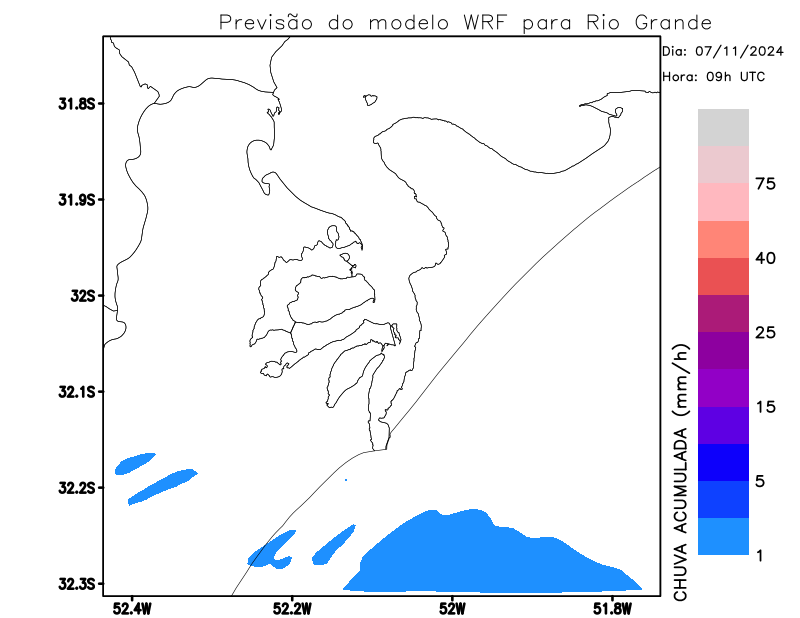 Previsão do modelo WRF para Rio Grande
Dia: 07/11/2024
Hora: 09h UTC
31.8S
31.9S
32S
32.1S
32.2S
32.3S
52.4W
52.2W
52W
51.8W
75
40
25
15
5
1
CHUVA ACUMULADA (mm/h)